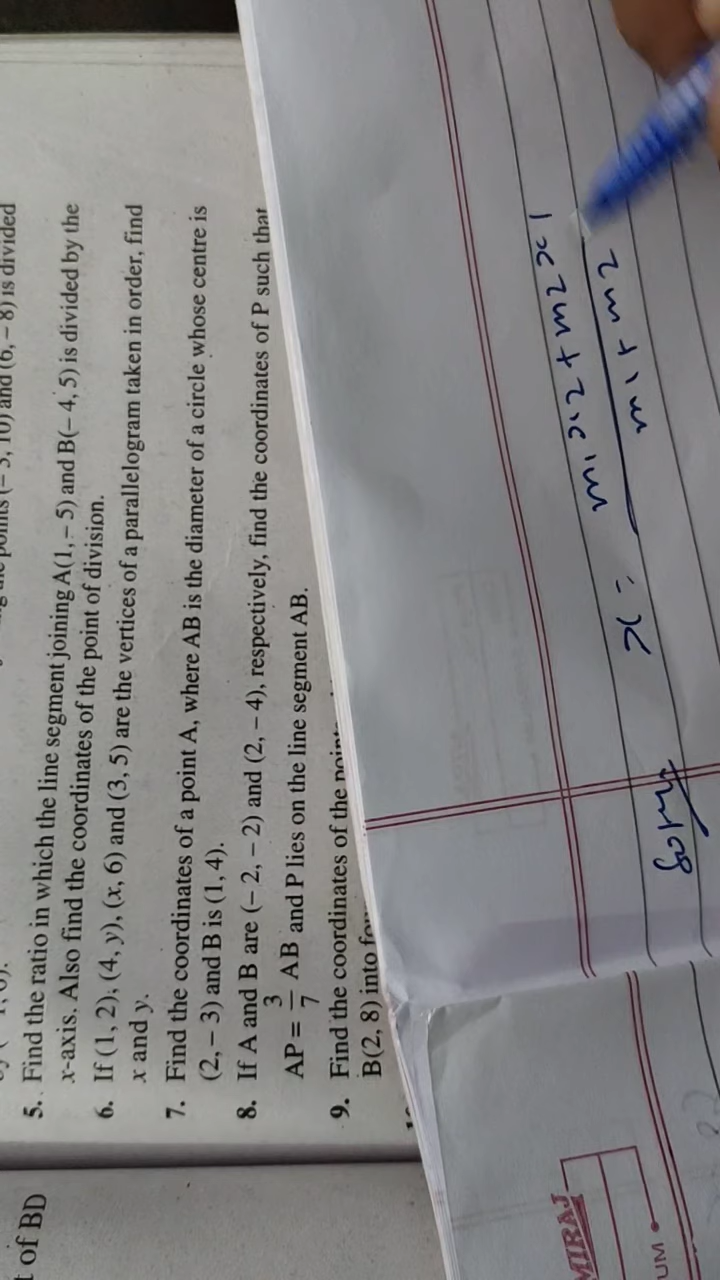 points (– 3, 10) and (6, – 8) is divided
5. Find the ratio in which the line segment joining A(1, – 5) and B(– 4, 5) is divided by the
x-axis. Also find the coordinates of the point of division.
6. If (1, 2), (4, y), (x, 6) and (3, 5) are the vertices of a parallelogram taken in order, find
x and y.
7. Find the coordinates of a point A, where AB is the diameter of a circle whose centre is
(2, – 3) and B is (1, 4).
8. If A and B are (– 2, – 2) and (2, – 4), respectively, find the coordinates of P such that
AP = 3/7 AB and P lies on the line segment AB.
9. Find the coordinates of the
B(2, 8) into
t of BD
x = m1x2 + m2x1
m1 + m2
MIRAJ
UM